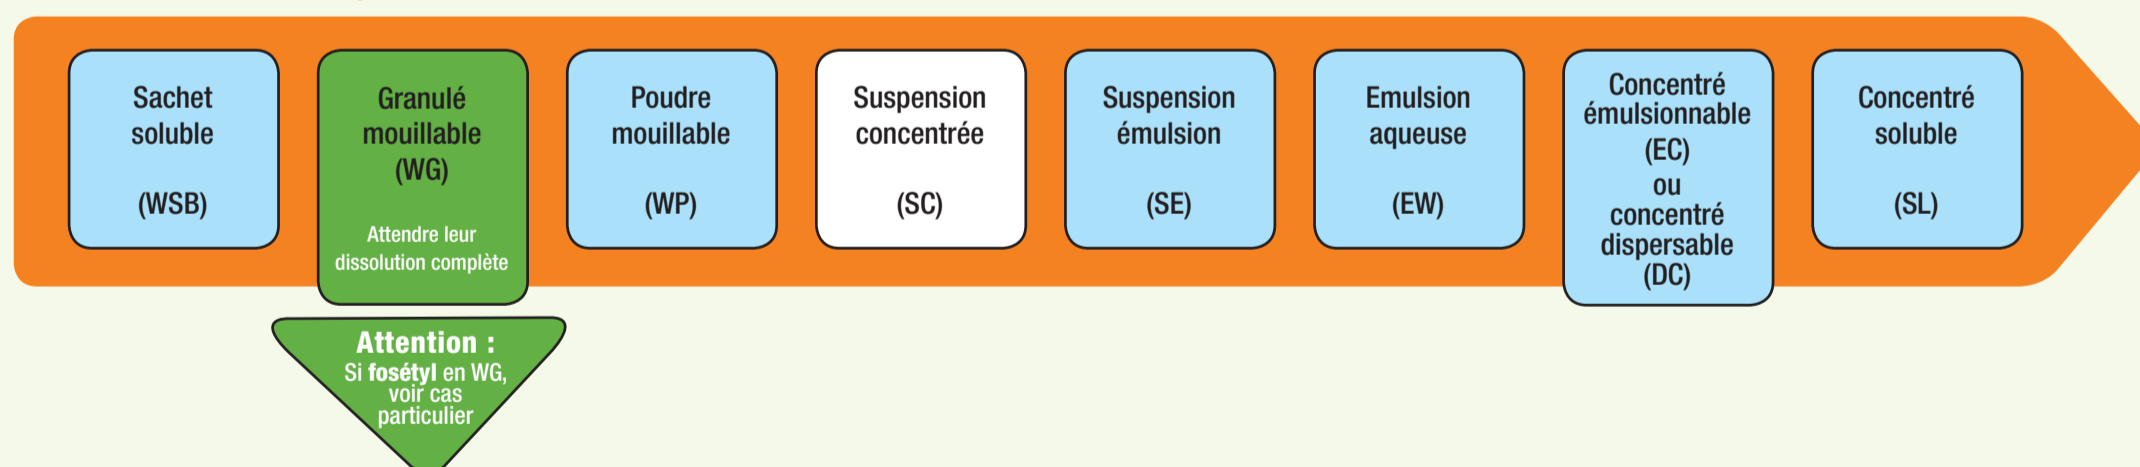 Sachet
soluble
(WSB)
Granulé
mouillable
(WG)
Attendre leur
dissolution complète
Poudre
mouillable
(WP)
Suspension
concentrée
(SC)
Suspension
émulsion
(SE)
Emulsion
aqueuse
(EW)
Concentré
émulsionnable
(EC)
ou
concentré
dispersable
(DC)
Concentré
soluble
(SL)
Attention :
Si fosétyl en WG,
voir cas
particulier